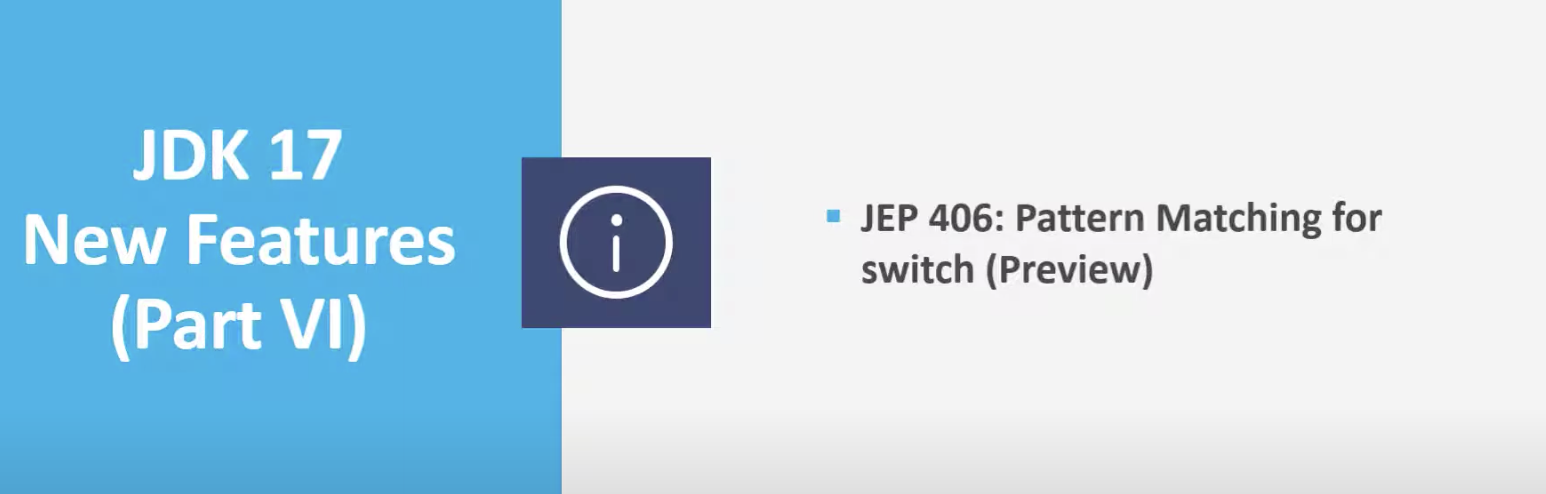 JDK 17
New Features
(Part VI)
JEP 406: Pattern Matching for
switch (Preview)